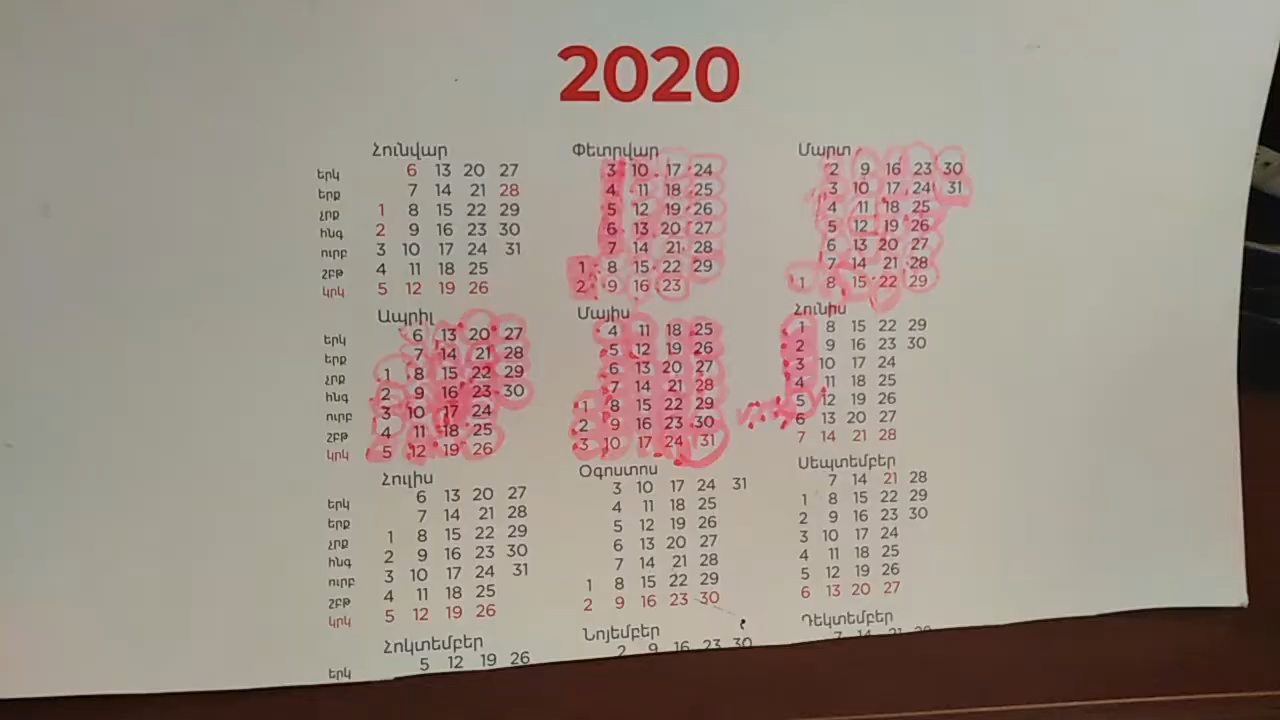 2020
Հունվար Փետրվար Մարտ
երկ 6 13 20 27 3 10 17 24 2 9 16 23 30
երք 7 14 21 28 4 11 18 25 3 10 17 24 31
չրք 1 8 15 22 29 5 12 19 26 4 11 18 25
հնգ 2 9 16 23 30 6 13 20 27 5 12 19 26
ուրբ 3 10 17 24 31 7 14 21 28 6 13 20 27
շբթ 4 11 18 25 1 8 15 22 29 7 14 21 28
կրկ 5 12 19 26 2 9 16 23 1 8 15 22 29
Ապրիլ Մայիս Հունիս
երկ 6 13 20 27 4 11 18 25 1 8 15 22 29
երք 7 14 21 28 5 12 19 26 2 9 16 23 30
չրք 1 8 15 22 29 6 13 20 27 3 10 17 24
հնգ 2 9 16 23 30 7 14 21 28 4 11 18 25
ուրբ 3 10 17 24 1 8 15 22 29 5 12 19 26
շբթ 4 11 18 25 2 9 16 23 30 6 13 20 27
կրկ 5 12 19 26 3 10 17 24 31 7 14 21 28
Հուլիս Օգոստոս Սեպտեմբեր
երկ 6 13 20 27 3 10 17 24 31 7 14 21 28
երք 7 14 21 28 4 11 18 25 1 8 15 22 29
չրք 1 8 15 22 29 5 12 19 26 2 9 16 23 30
հնգ 2 9 16 23 30 6 13 20 27 3 10 17 24
ուրբ 3 10 17 24 31 7 14 21 28 4 11 18 25
շբթ 4 11 18 25 1 8 15 22 29 5 12 19 26
կրկ 5 12 19 26 2 9 16 23 30 6 13 20 27
Հոկտեմբեր Նոյեմբեր Դեկտեմբեր
երկ 5 12 19 26 2 9 16 23 30 7 14 21 28